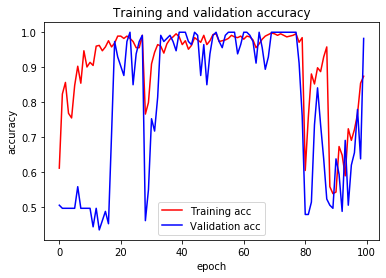 Training and validation accuracy
accuracy
1.0
0.9
0.8
0.7
0.6
0.5
Training acc
Validation acc
0
20
40
60
80
100
epoch